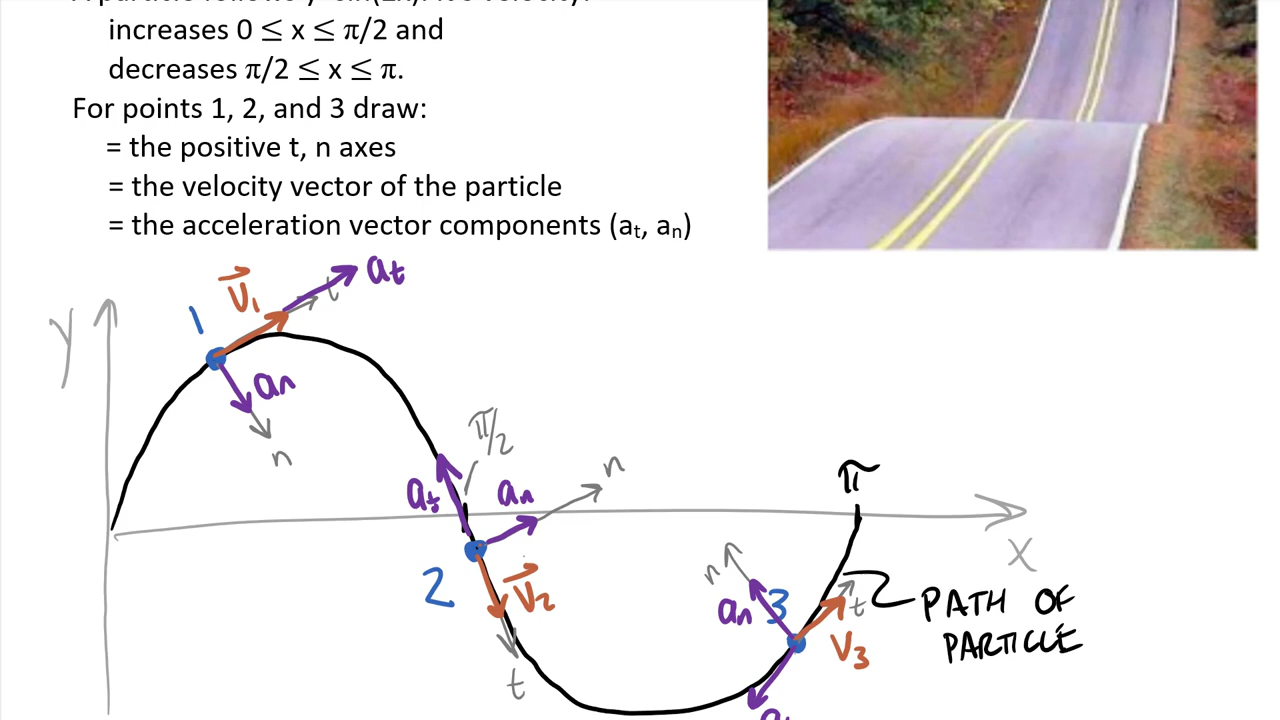 increases 0 ≤ x ≤ π/2 and
decreases π/2 ≤ x ≤ π.
For points 1, 2, and 3 draw:
= the positive t, n axes
= the velocity vector of the particle
= the acceleration vector components (aₜ, aₙ)
y
1
V⃗₁
t
aₜ
aₙ
n
π/2
aₜ
aₙ
n
2
V⃗₂
t
π
x
n
aₙ
3
t
V₃
PATH OF
PARTICLE